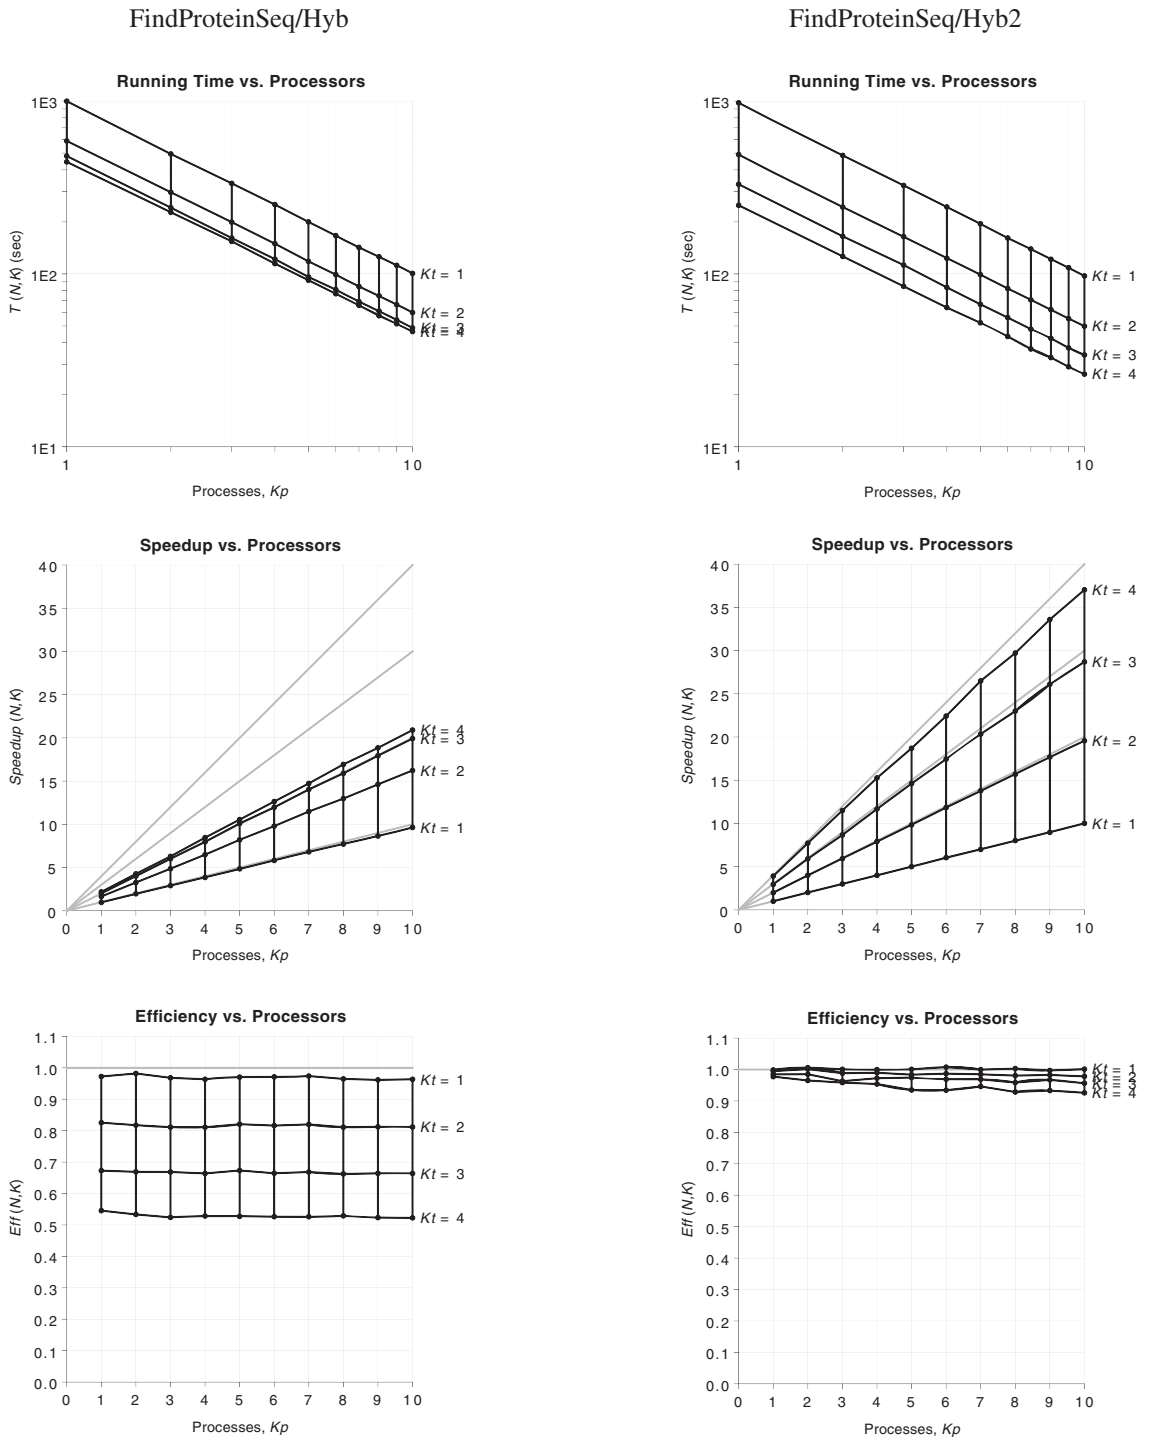 FindProteinSeq/Hyb
Running Time vs. Processors
1E3
1E2
1E1
T (N,K) (sec)
Kt = 1
Kt = 2
Kt = 3
Kt = 4
1 10
Processes, Kp
Speedup vs. Processors
40
35
30
25
20
15
10
5
0
Speedup (N,K)
Kt = 4
Kt = 3
Kt = 2
Kt = 1
0 1 2 3 4 5 6 7 8 9 10
Processes, Kp
Efficiency vs. Processors
1.1
1.0
0.9
0.8
0.7
0.6
0.5
0.4
0.3
0.2
0.1
0.0
Eff (N,K)
Kt = 1
Kt = 2
Kt = 3
Kt = 4
0 1 2 3 4 5 6 7 8 9 10
Processes, Kp
FindProteinSeq/Hyb2
Running Time vs. Processors
1E3
1E2
1E1
T (N,K) (sec)
Kt = 1
Kt = 2
Kt = 3
Kt = 4
1 10
Processes, Kp
Speedup vs. Processors
40
35
30
25
20
15
10
5
0
Speedup (N,K)
Kt = 4
Kt = 3
Kt = 2
Kt = 1
0 1 2 3 4 5 6 7 8 9 10
Processes, Kp
Efficiency vs. Processors
1.1
1.0
0.9
0.8
0.7
0.6
0.5
0.4
0.3
0.2
0.1
0.0
Eff (N,K)
Kt = 1
Kt = 2
Kt = 3
Kt = 4
0 1 2 3 4 5 6 7 8 9 10
Processes, Kp